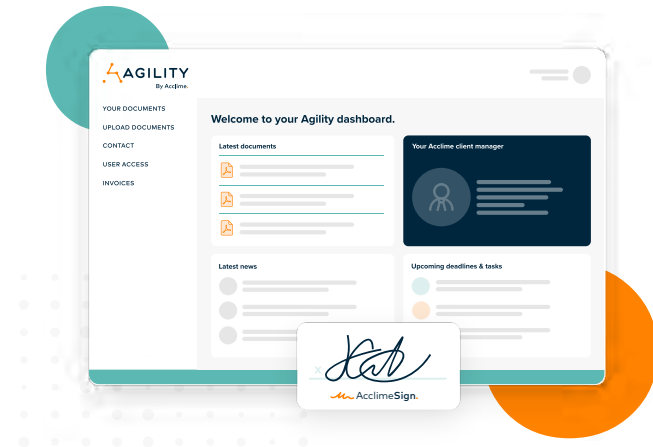 AGILITY
By Acclime.
YOUR DOCUMENTS
UPLOAD DOCUMENTS
CONTACT
USER ACCESS
INVOICES
Welcome to your Agility dashboard.
Latest documents
Your Acclime client manager
Latest news
Upcoming deadlines & tasks
x
AcclimeSign.